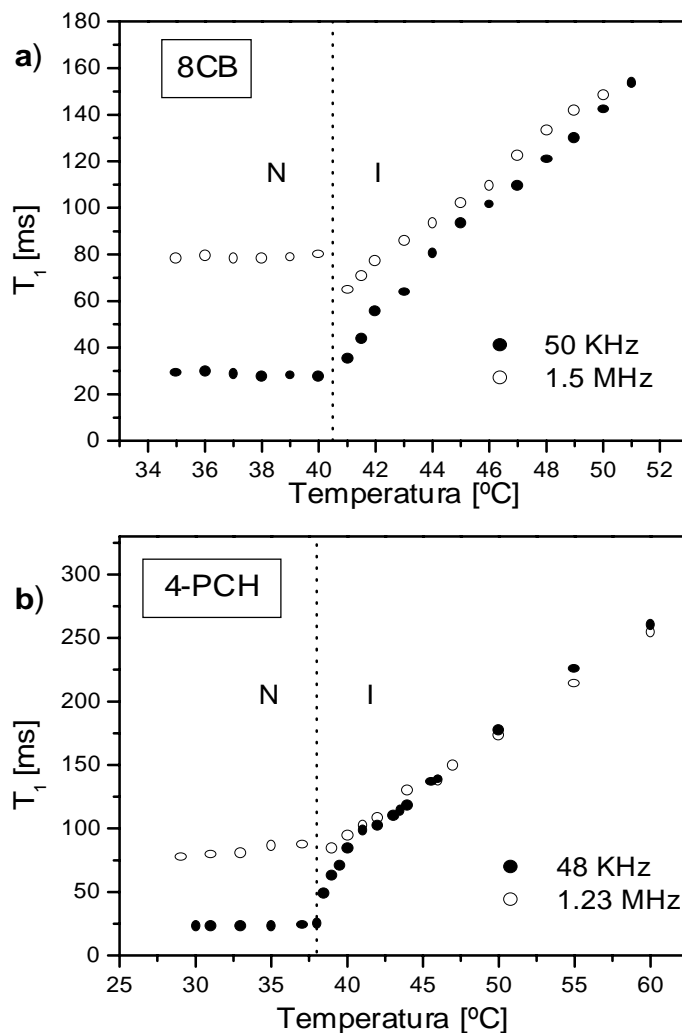 a)
8CB
180
160
140
120
100
80
60
40
20
0
T1 [ms]
N I
50 KHz
1.5 MHz
34 36 38 40 42 44 46 48 50 52
Temperatura [ºC]
b)
4-PCH
300
250
200
150
100
50
0
T1 [ms]
N I
48 KHz
1.23 MHz
25 30 35 40 45 50 55 60
Temperatura [ºC]